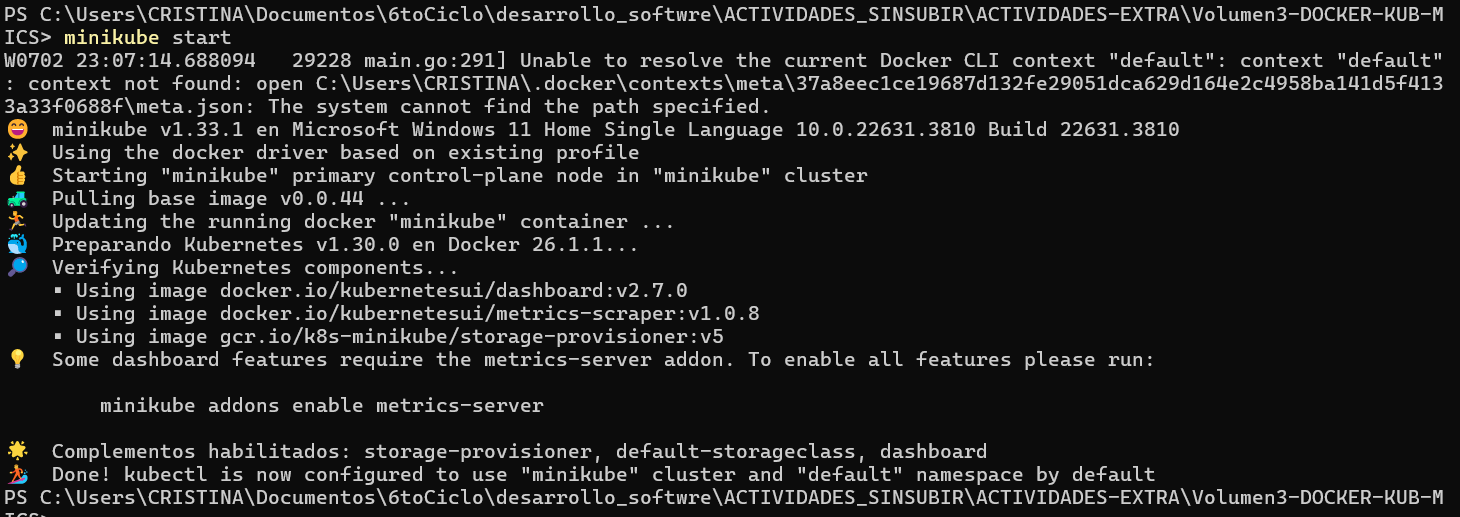 PS C:\Users\CRISTINA\Documentos\6toCiclo\desarrollo_softwre\ACTIVIDADES_SINSUBIR\ACTIVIDADES-EXTRA\Volumen3-DOCKER-KUB-M
ICS> minikube start
W0702 23:07:14.688094   29228 main.go:291] Unable to resolve the current Docker CLI context "default": context "default"
: context not found: open C:\Users\CRISTINA\.docker\contexts\meta\37a8eec1ce19687d132fe29051dca629d164e2c4958ba141d5f413
3a33f0688f\meta.json: The system cannot find the path specified.
😄  minikube v1.33.1 en Microsoft Windows 11 Home Single Language 10.0.22631.3810 Build 22631.3810
✨  Using the docker driver based on existing profile
👍  Starting "minikube" primary control-plane node in "minikube" cluster
🚜  Pulling base image v0.0.44 ...
🏃  Updating the running docker "minikube" container ...
🐳  Preparando Kubernetes v1.30.0 en Docker 26.1.1...
🔎  Verifying Kubernetes components...
    ▪ Using image docker.io/kubernetesui/dashboard:v2.7.0
    ▪ Using image docker.io/kubernetesui/metrics-scraper:v1.0.8
    ▪ Using image gcr.io/k8s-minikube/storage-provisioner:v5
💡  Some dashboard features require the metrics-server addon. To enable all features please run:
        minikube addons enable metrics-server
🌟  Complementos habilitados: storage-provisioner, default-storageclass, dashboard
🏄  Done! kubectl is now configured to use "minikube" cluster and "default" namespace by default
PS C:\Users\CRISTINA\Documentos\6toCiclo\desarrollo_softwre\ACTIVIDADES_SINSUBIR\ACTIVIDADES-EXTRA\Volumen3-DOCKER-KUB-M
ICS>